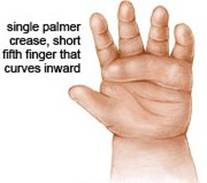 single palmer
crease, short
fifth finger that
curves inward